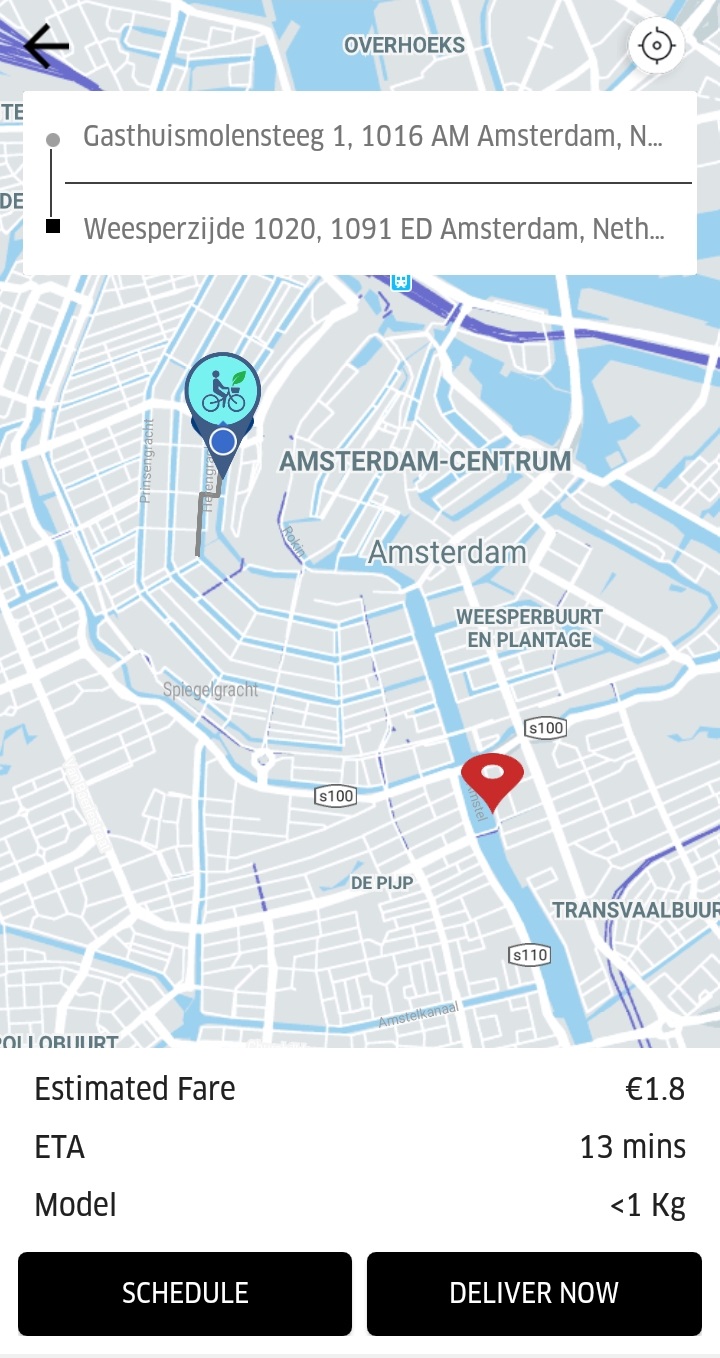 OVERHOEKS
TE
Gasthuismolensteeg 1, 1016 AM Amsterdam, N...
DE
Weesperzijde 1020, 1091 ED Amsterdam, Neth...
Prinsengracht
AMSTERDAM-CENTRUM
Rokin
Amsterdam
WEESPERBUURT
EN PLANTAGE
Spiegelgracht
s100
s100
DE PIJP
TRANSVAALBUUR
s110
Amstelkanaal
OLLOBUURT
Estimated Fare €1.8
ETA 13 mins
Model <1 Kg
SCHEDULE DELIVER NOW